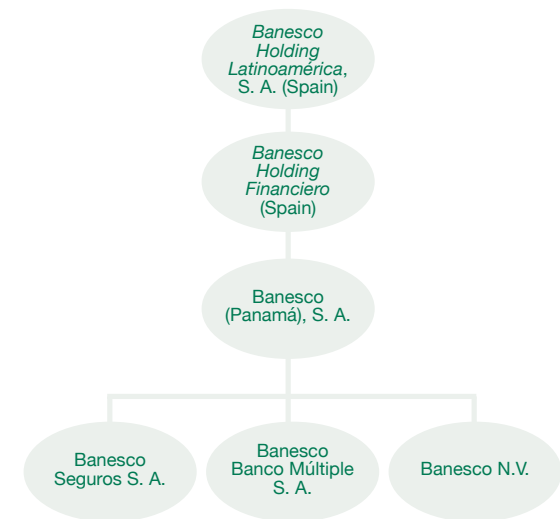 Banesco
Holding
Latinoamérica,
S. A. (Spain)
Banesco
Holding
Financiero
(Spain)
Banesco
(Panamá), S. A.
Banesco
Seguros S. A.
Banesco
Banco Múltiple
S. A.
Banesco N.V.